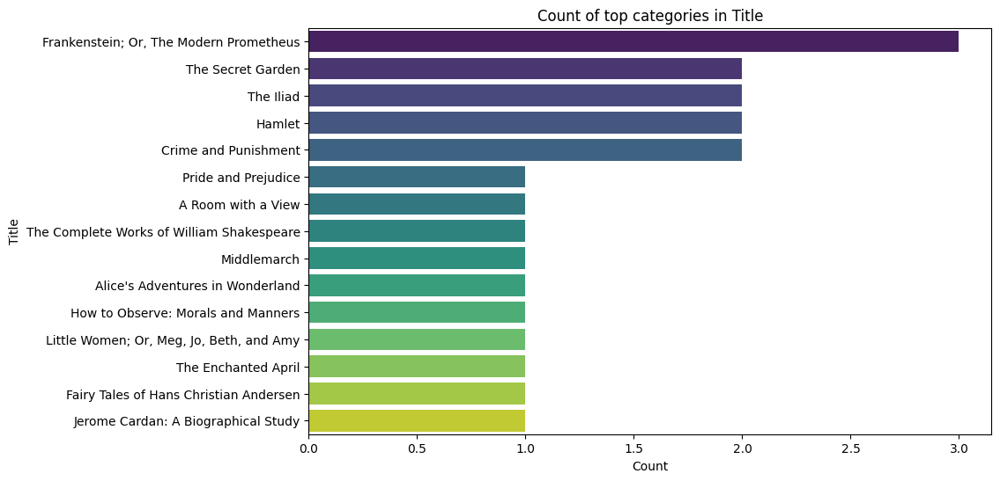 Count of top categories in Title
Frankenstein; Or, The Modern Prometheus
The Secret Garden
The Iliad
Hamlet
Crime and Punishment
Pride and Prejudice
A Room with a View
The Complete Works of William Shakespeare
Middlemarch
Alice's Adventures in Wonderland
How to Observe: Morals and Manners
Little Women; Or, Meg, Jo, Beth, and Amy
The Enchanted April
Fairy Tales of Hans Christian Andersen
Jerome Cardan: A Biographical Study
Title
0.0 0.5 1.0 1.5 2.0 2.5 3.0
Count